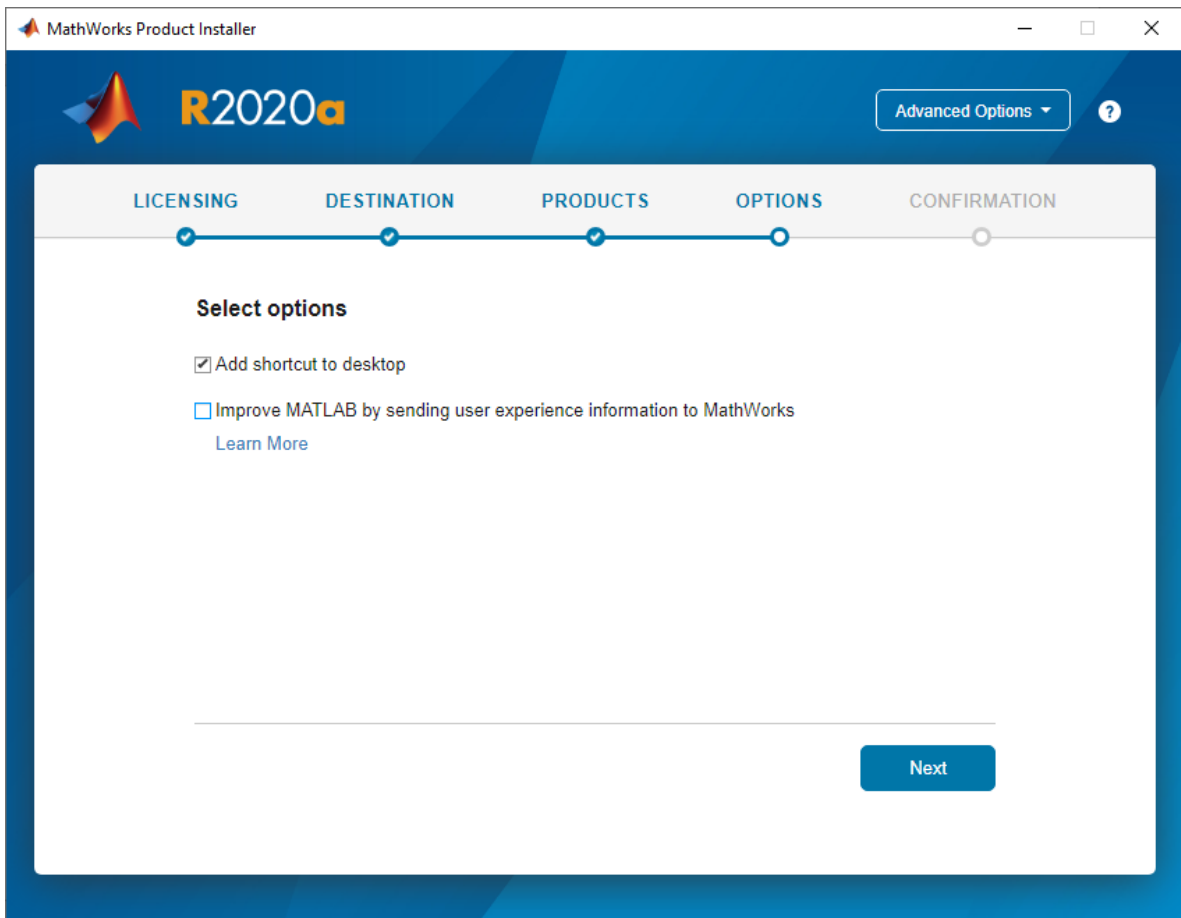 MathWorks Product Installer
R2020a
Advanced Options
?
LICENSING DESTINATION PRODUCTS OPTIONS CONFIRMATION
Select options
Add shortcut to desktop
Improve MATLAB by sending user experience information to MathWorks
Learn More
Next